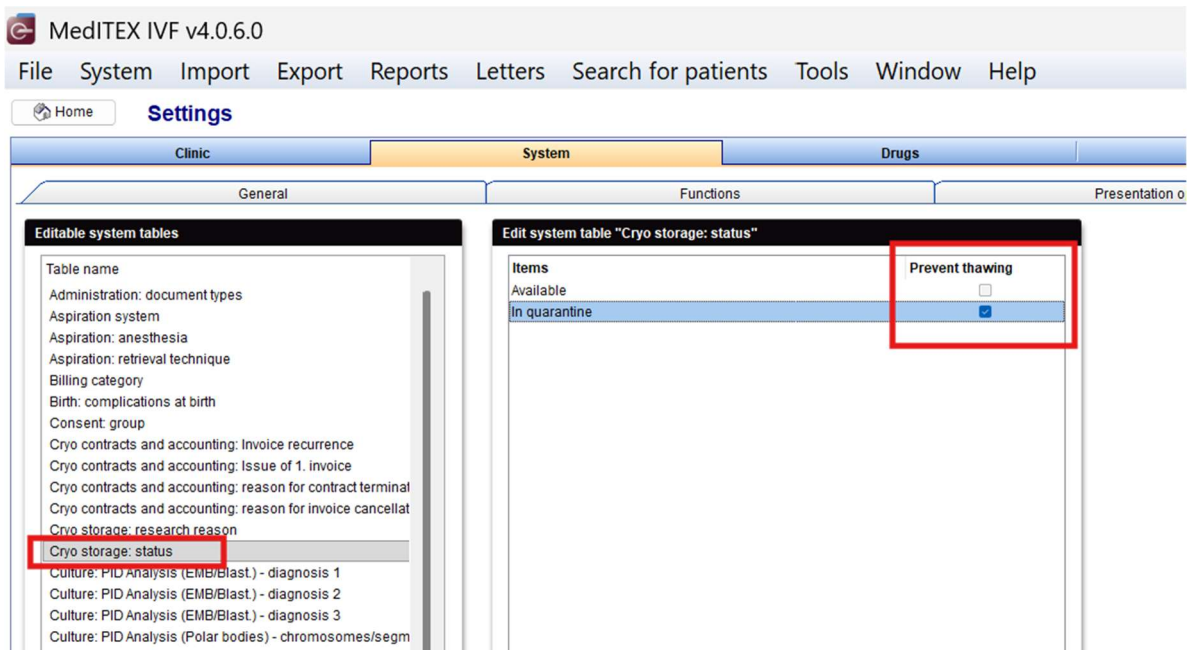 MedITEX IVF v4.0.6.0
File System Import Export Reports Letters Search for patients Tools Window Help
Home Settings
Clinic System Drugs
General Functions Presentation o
Editable system tables
Table name
Administration: document types
Aspiration system
Aspiration: anesthesia
Aspiration: retrieval technique
Billing category
Birth: complications at birth
Consent: group
Cryo contracts and accounting: Invoice recurrence
Cryo contracts and accounting: Issue of 1. invoice
Cryo contracts and accounting: reason for contract terminat
Cryo contracts and accounting: reason for invoice cancellat
Cryo storage: research reason
Cryo storage: status
Culture: PID Analysis (EMB/Blast.) - diagnosis 1
Culture: PID Analysis (EMB/Blast.) - diagnosis 2
Culture: PID Analysis (EMB/Blast.) - diagnosis 3
Culture: PID Analysis (Polar bodies) - chromosomes/segm
Edit system table "Cryo storage: status"
Items Prevent thawing
Available
In quarantine